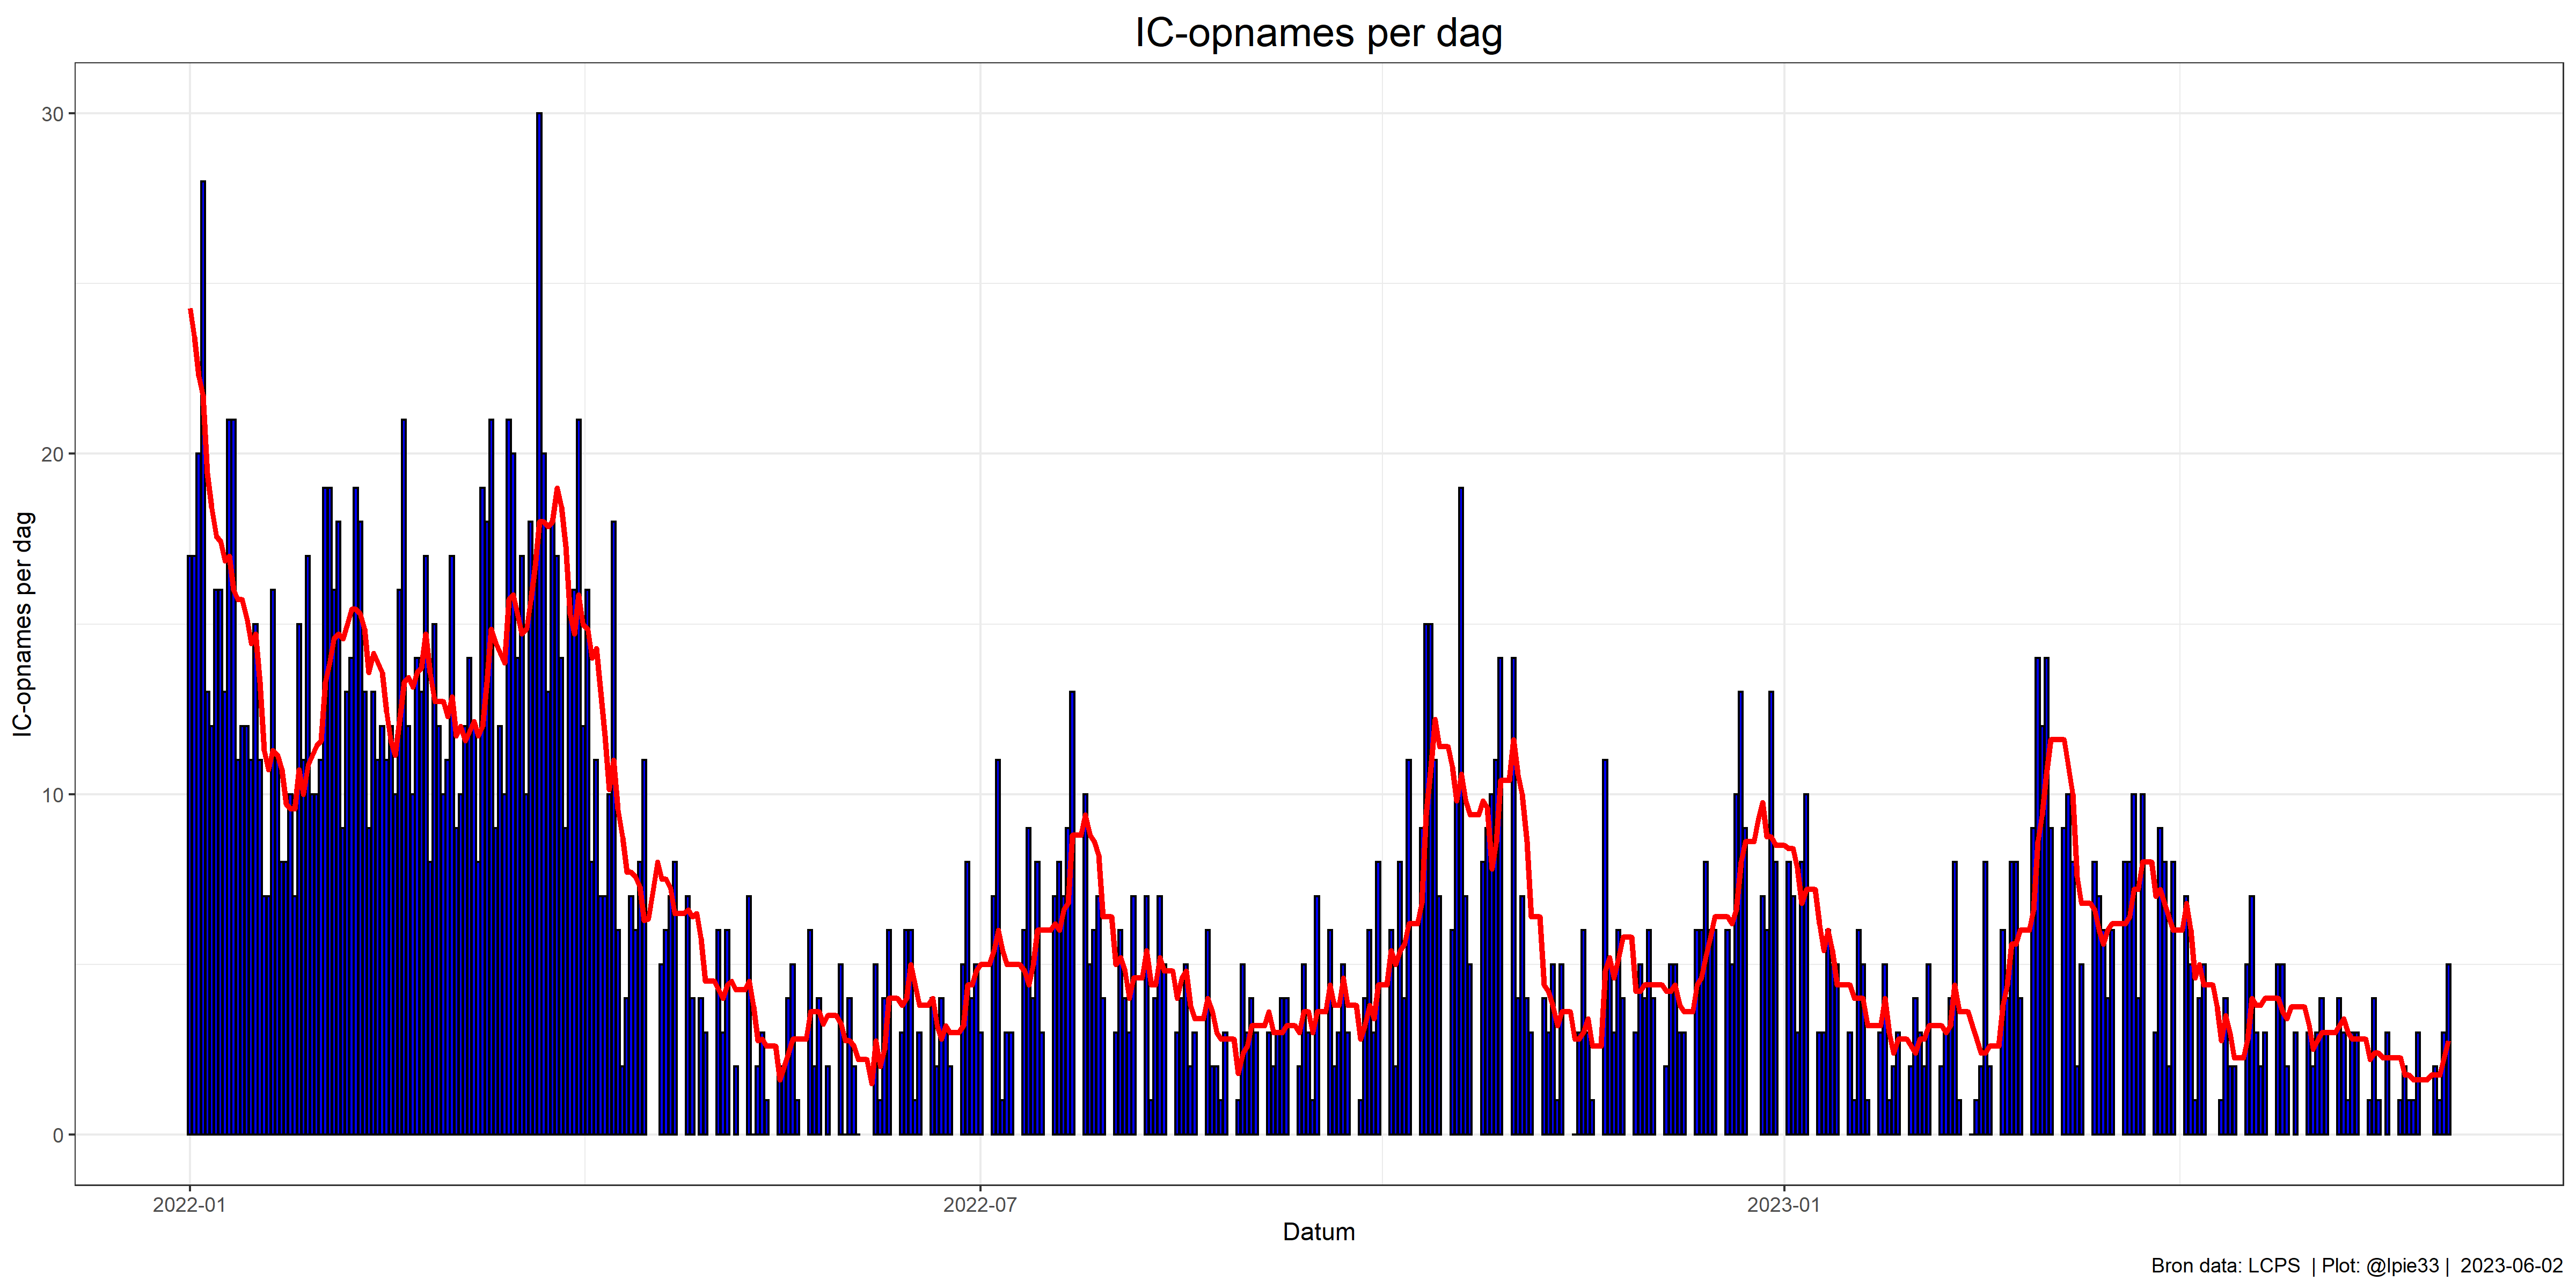 IC-opnames per dag
30
20
10
0
IC-opnames per dag
2022-01
2022-07
2023-01
Datum
Bron data: LCPS | Plot: @lpie33 | 2023-06-02